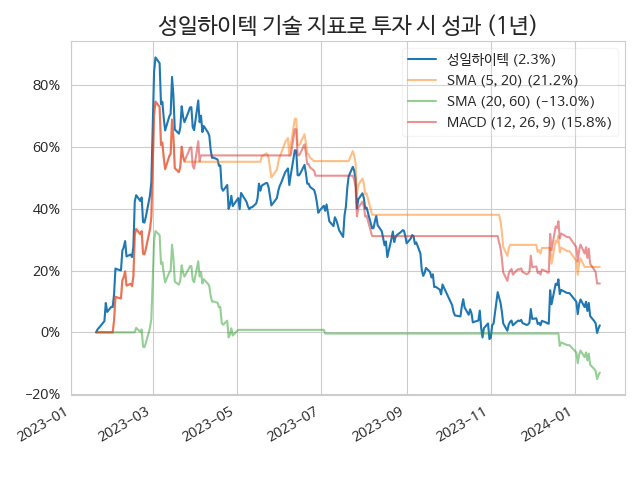 성일하이텍 기술 지표로 투자 시 성과 (1년)
성일하이텍 (2.3%)
SMA (5, 20) (21.2%)
SMA (20, 60) (−13.0%)
MACD (12, 26, 9) (15.8%)
80%
60%
40%
20%
0%
−20%
2023−01
2023−03
2023−05
2023−07
2023−09
2023−11
2024−01